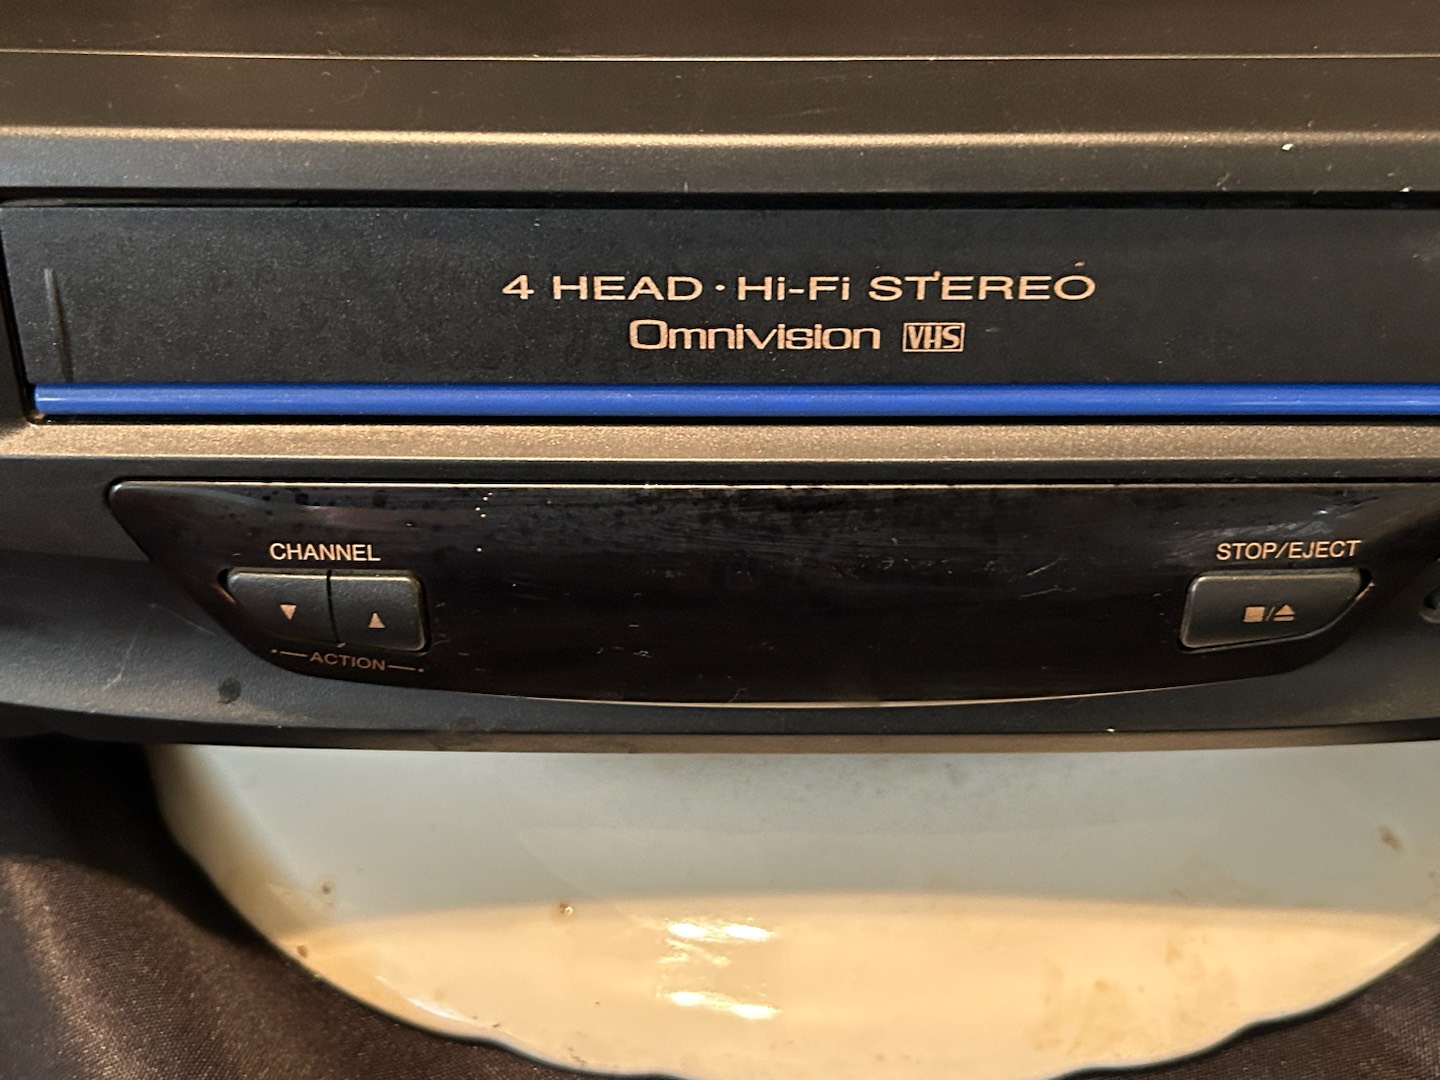 4 HEAD · Hi-Fi STEREO
Omnivision VHS
CHANNEL
ACTION
STOP/EJECT